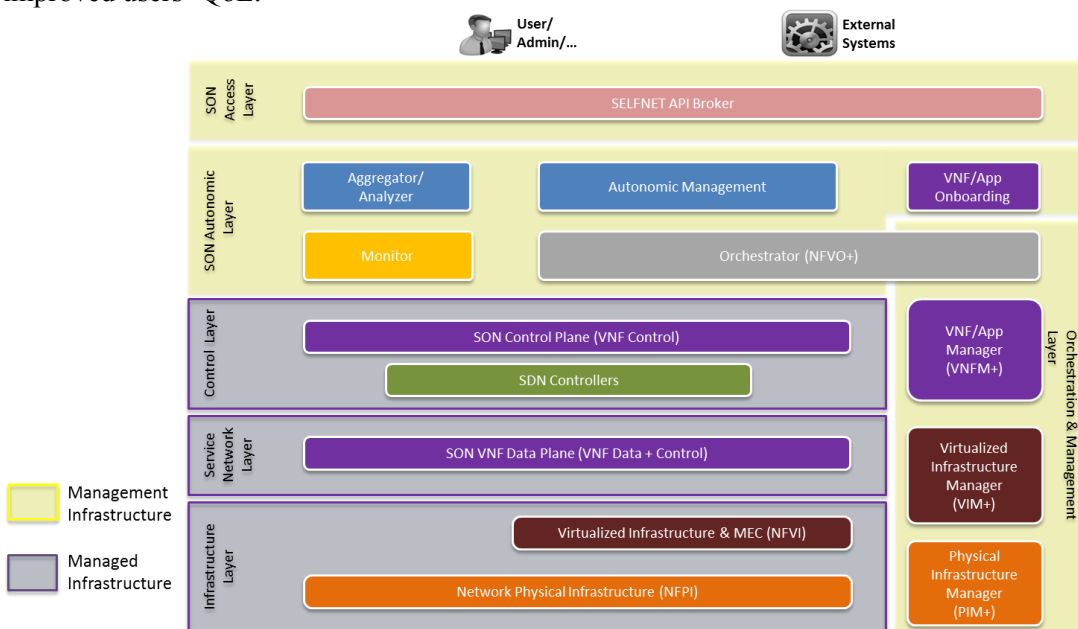 improved users' QoE.
User/
Admin/...
External
Systems
SON
Access
Layer
SELFNET API Broker
SON Autonomic
Layer
Aggregator/
Analyzer
Autonomic Management
VNF/App
Onboarding
Monitor
Orchestrator (NFVO+)
Control Layer
SON Control Plane (VNF Control)
SDN Controllers
VNF/App
Manager
(VNFM+)
Orchestration & Management
Layer
Service
Network
Layer
SON VNF Data Plane (VNF Data + Control)
Virtualized
Infrastructure
Manager
(VIM+)
Management
Infrastructure
Managed
Infrastructure
Infrastructure
Layer
Virtualized Infrastructure & MEC (NFVI)
Network Physical Infrastructure (NFPI)
Physical
Infrastructure
Manager
(PIM+)